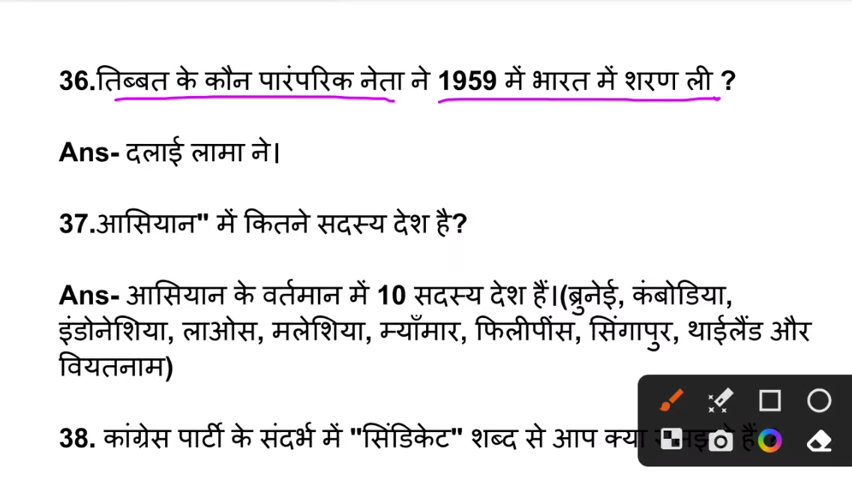 36.तिब्बत के कौन पारंपरिक नेता ने 1959 में भारत में शरण ली ?
Ans- दलाई लामा ने।
37.आसियान" में कितने सदस्य देश है?
Ans- आसियान के वर्तमान में 10 सदस्य देश हैं।(ब्रुनेई, कंबोडिया,
इंडोनेशिया, लाओस, मलेशिया, म्याँमार, फिलीपींस, सिंगापुर, थाईलैंड और
वियतनाम)
38. कांग्रेस पार्टी के संदर्भ में "सिंडिकेट" शब्द से आप क्या